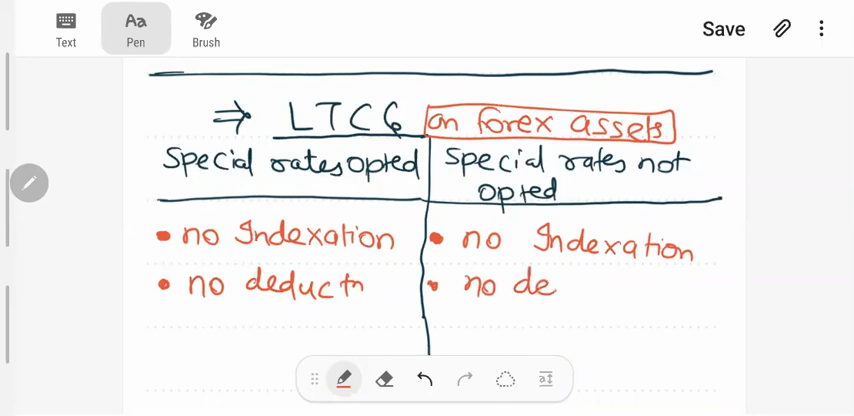 Text
Aa
Pen
Brush
Save
⇒ LTCG on forex assets
Special rates opted
Special rates not
opted
• no Indexation
• no Indexation
• no deductn
• no de